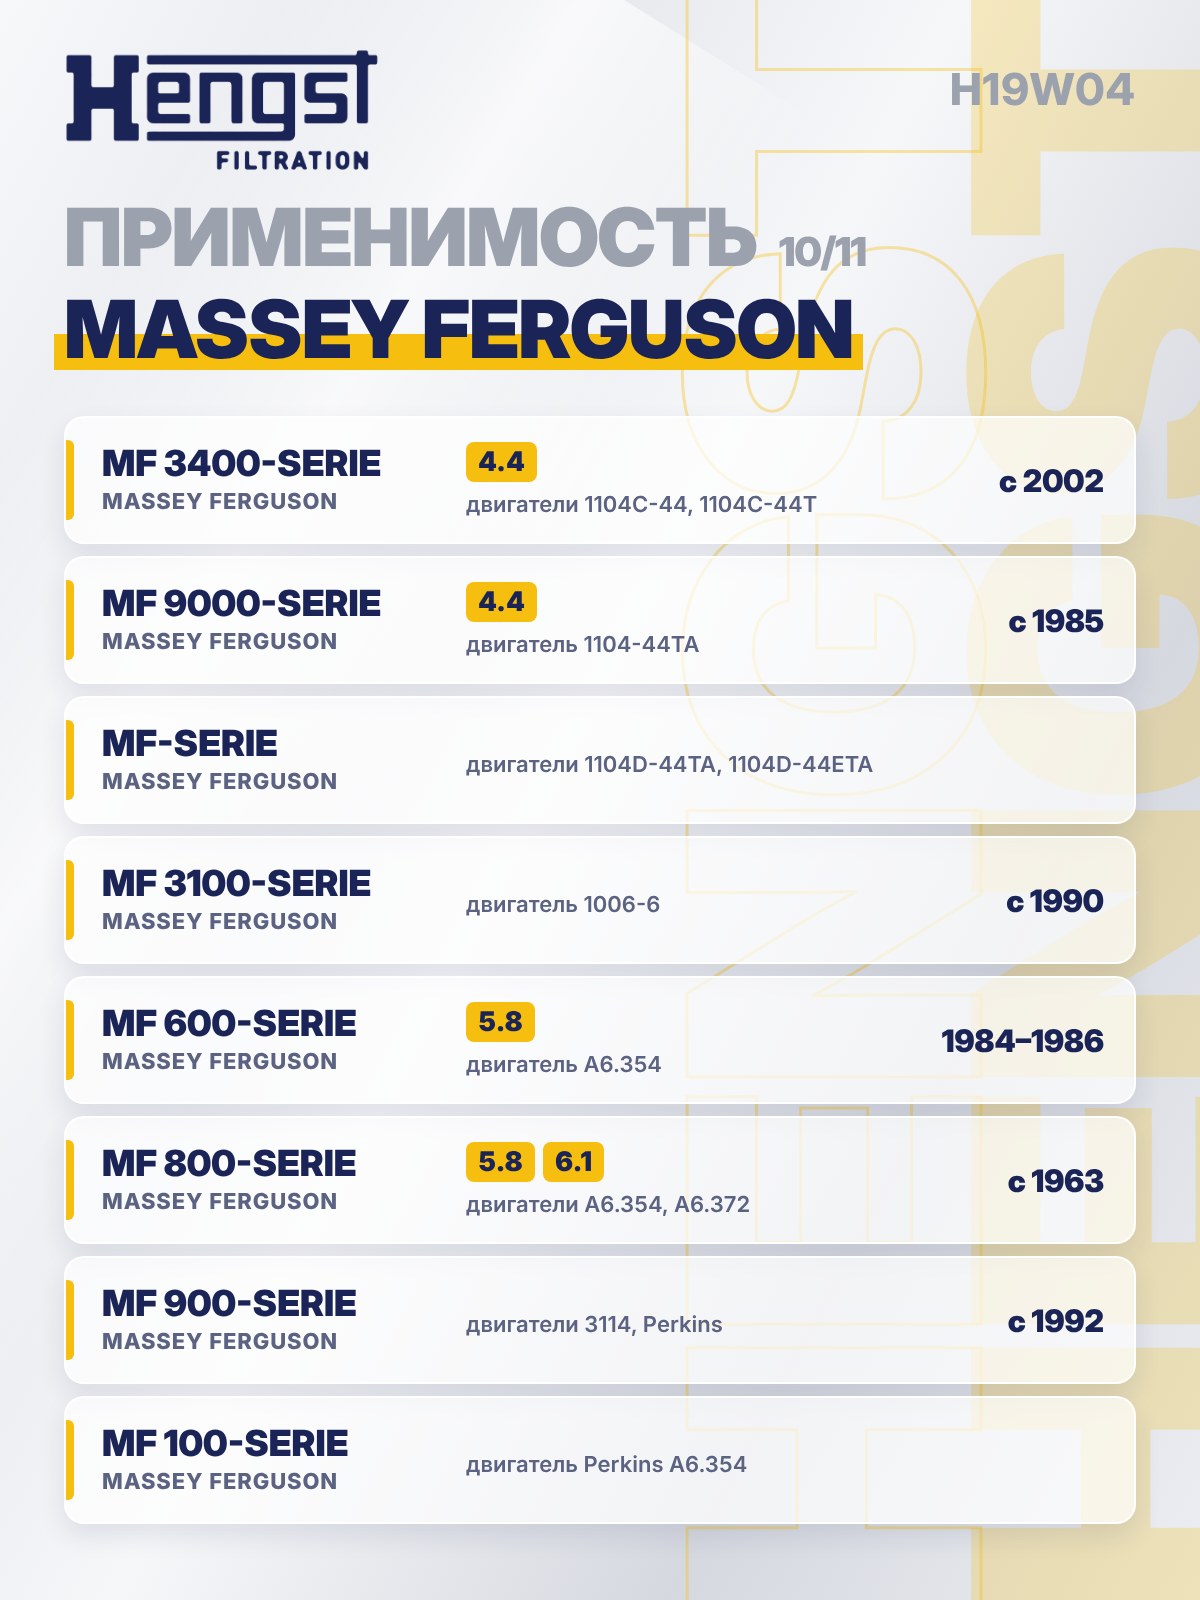 Hengst
FILTRATION
H19W04
ПРИМЕНИМОСТЬ 10/11
MASSEY FERGUSON
MF 3400-SERIE
MASSEY FERGUSON
4.4
двигатели 1104C-44, 1104C-44T
с 2002
MF 9000-SERIE
MASSEY FERGUSON
4.4
двигатель 1104-44TA
с 1985
MF-SERIE
MASSEY FERGUSON
двигатели 1104D-44TA, 1104D-44ETA
MF 3100-SERIE
MASSEY FERGUSON
двигатель 1006-6
с 1990
MF 600-SERIE
MASSEY FERGUSON
5.8
двигатель A6.354
1984–1986
MF 800-SERIE
MASSEY FERGUSON
5.8 6.1
двигатели A6.354, A6.372
с 1963
MF 900-SERIE
MASSEY FERGUSON
двигатели 3114, Perkins
с 1992
MF 100-SERIE
MASSEY FERGUSON
двигатель Perkins A6.354
HENGST
HENGST